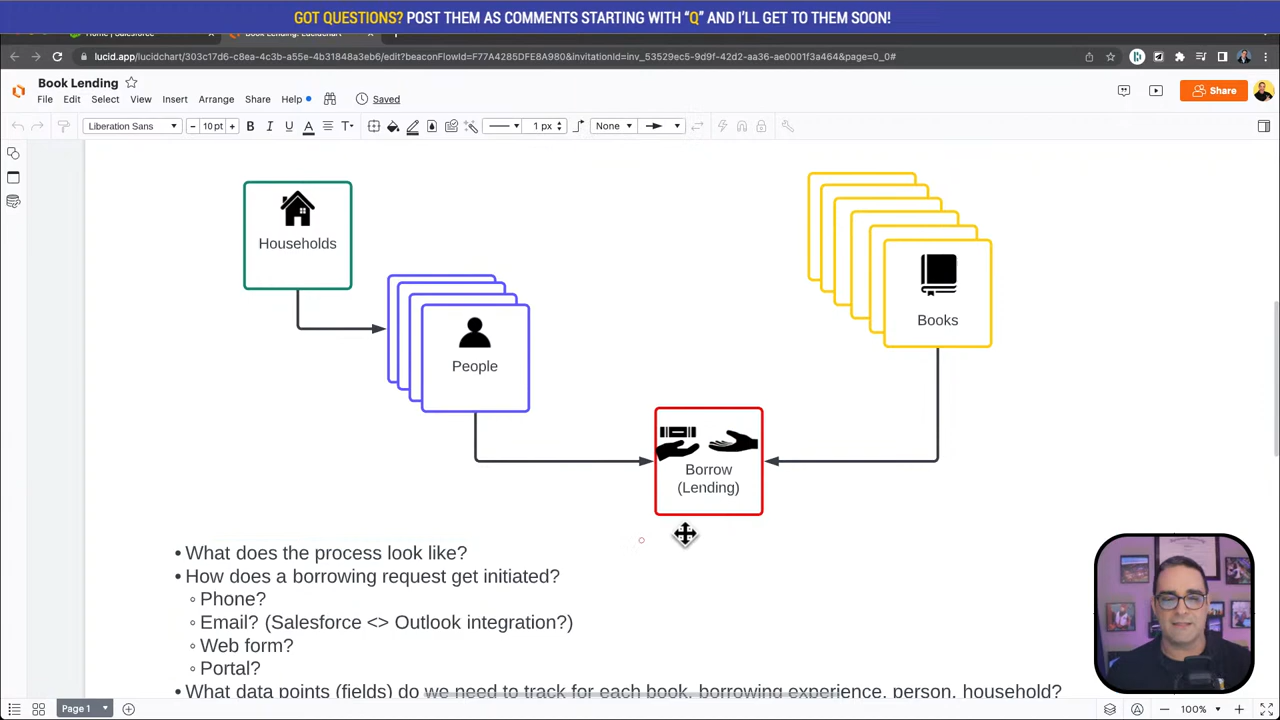 GOT QUESTIONS? POST THEM AS COMMENTS STARTING WITH “Q” AND I’LL GET TO THEM SOON!
lucid.app/lucidchart/303c17d6-c8ea-4c3b-a55e-4b31848a3eb6/edit?beaconFlowId=F77A4285DFE8A980&invitationId=inv_53529ec5-9d9f-42d2-aa36-ae0001f3a464&page=0_0#
Book Lending
File Edit Select View Insert Arrange Share Help Saved
Share
Liberation Sans 10 pt B I U A T 1 px None
Households
People
Books
Borrow
(Lending)
• What does the process look like?
• How does a borrowing request get initiated?
◦ Phone?
◦ Email? (Salesforce <> Outlook integration?)
◦ Web form?
◦ Portal?
• What data points (fields) do we need to track for each book, borrowing experience, person, household?
Page 1
100%